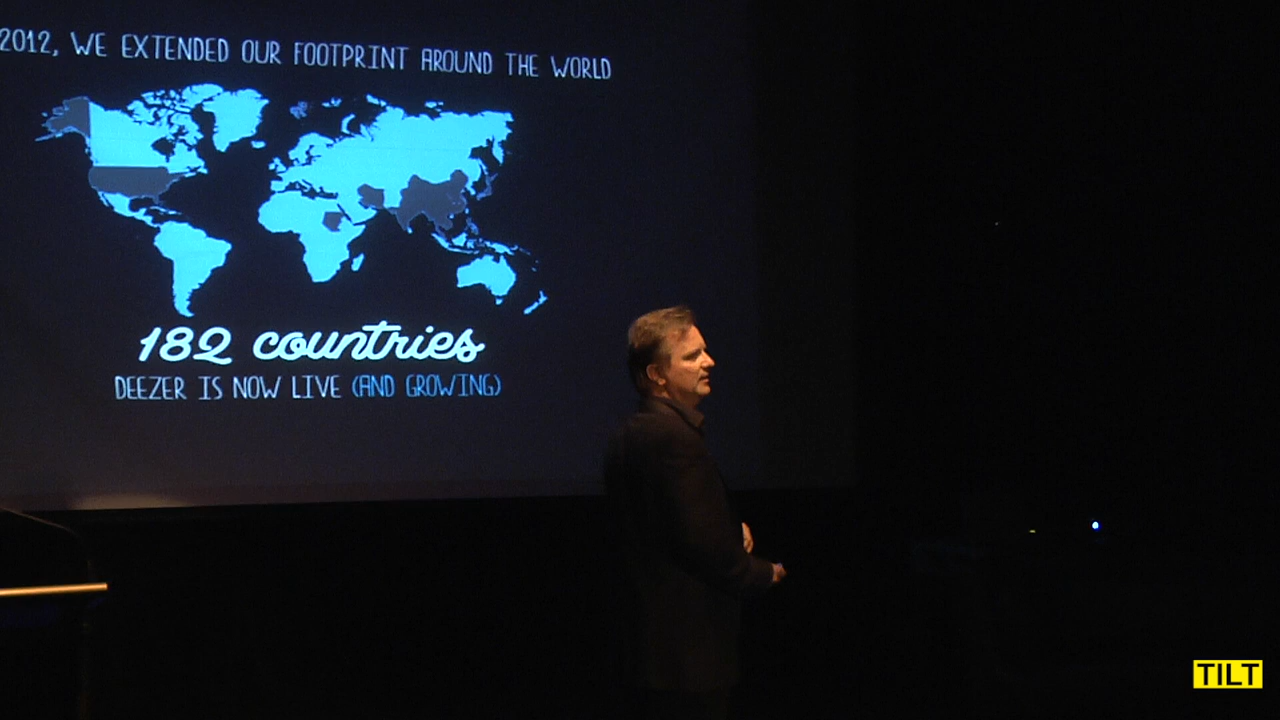 2012, WE EXTENDED OUR FOOTPRINT AROUND THE WORLD
182 countries
DEEZER IS NOW LIVE (AND GROWING)
TILT